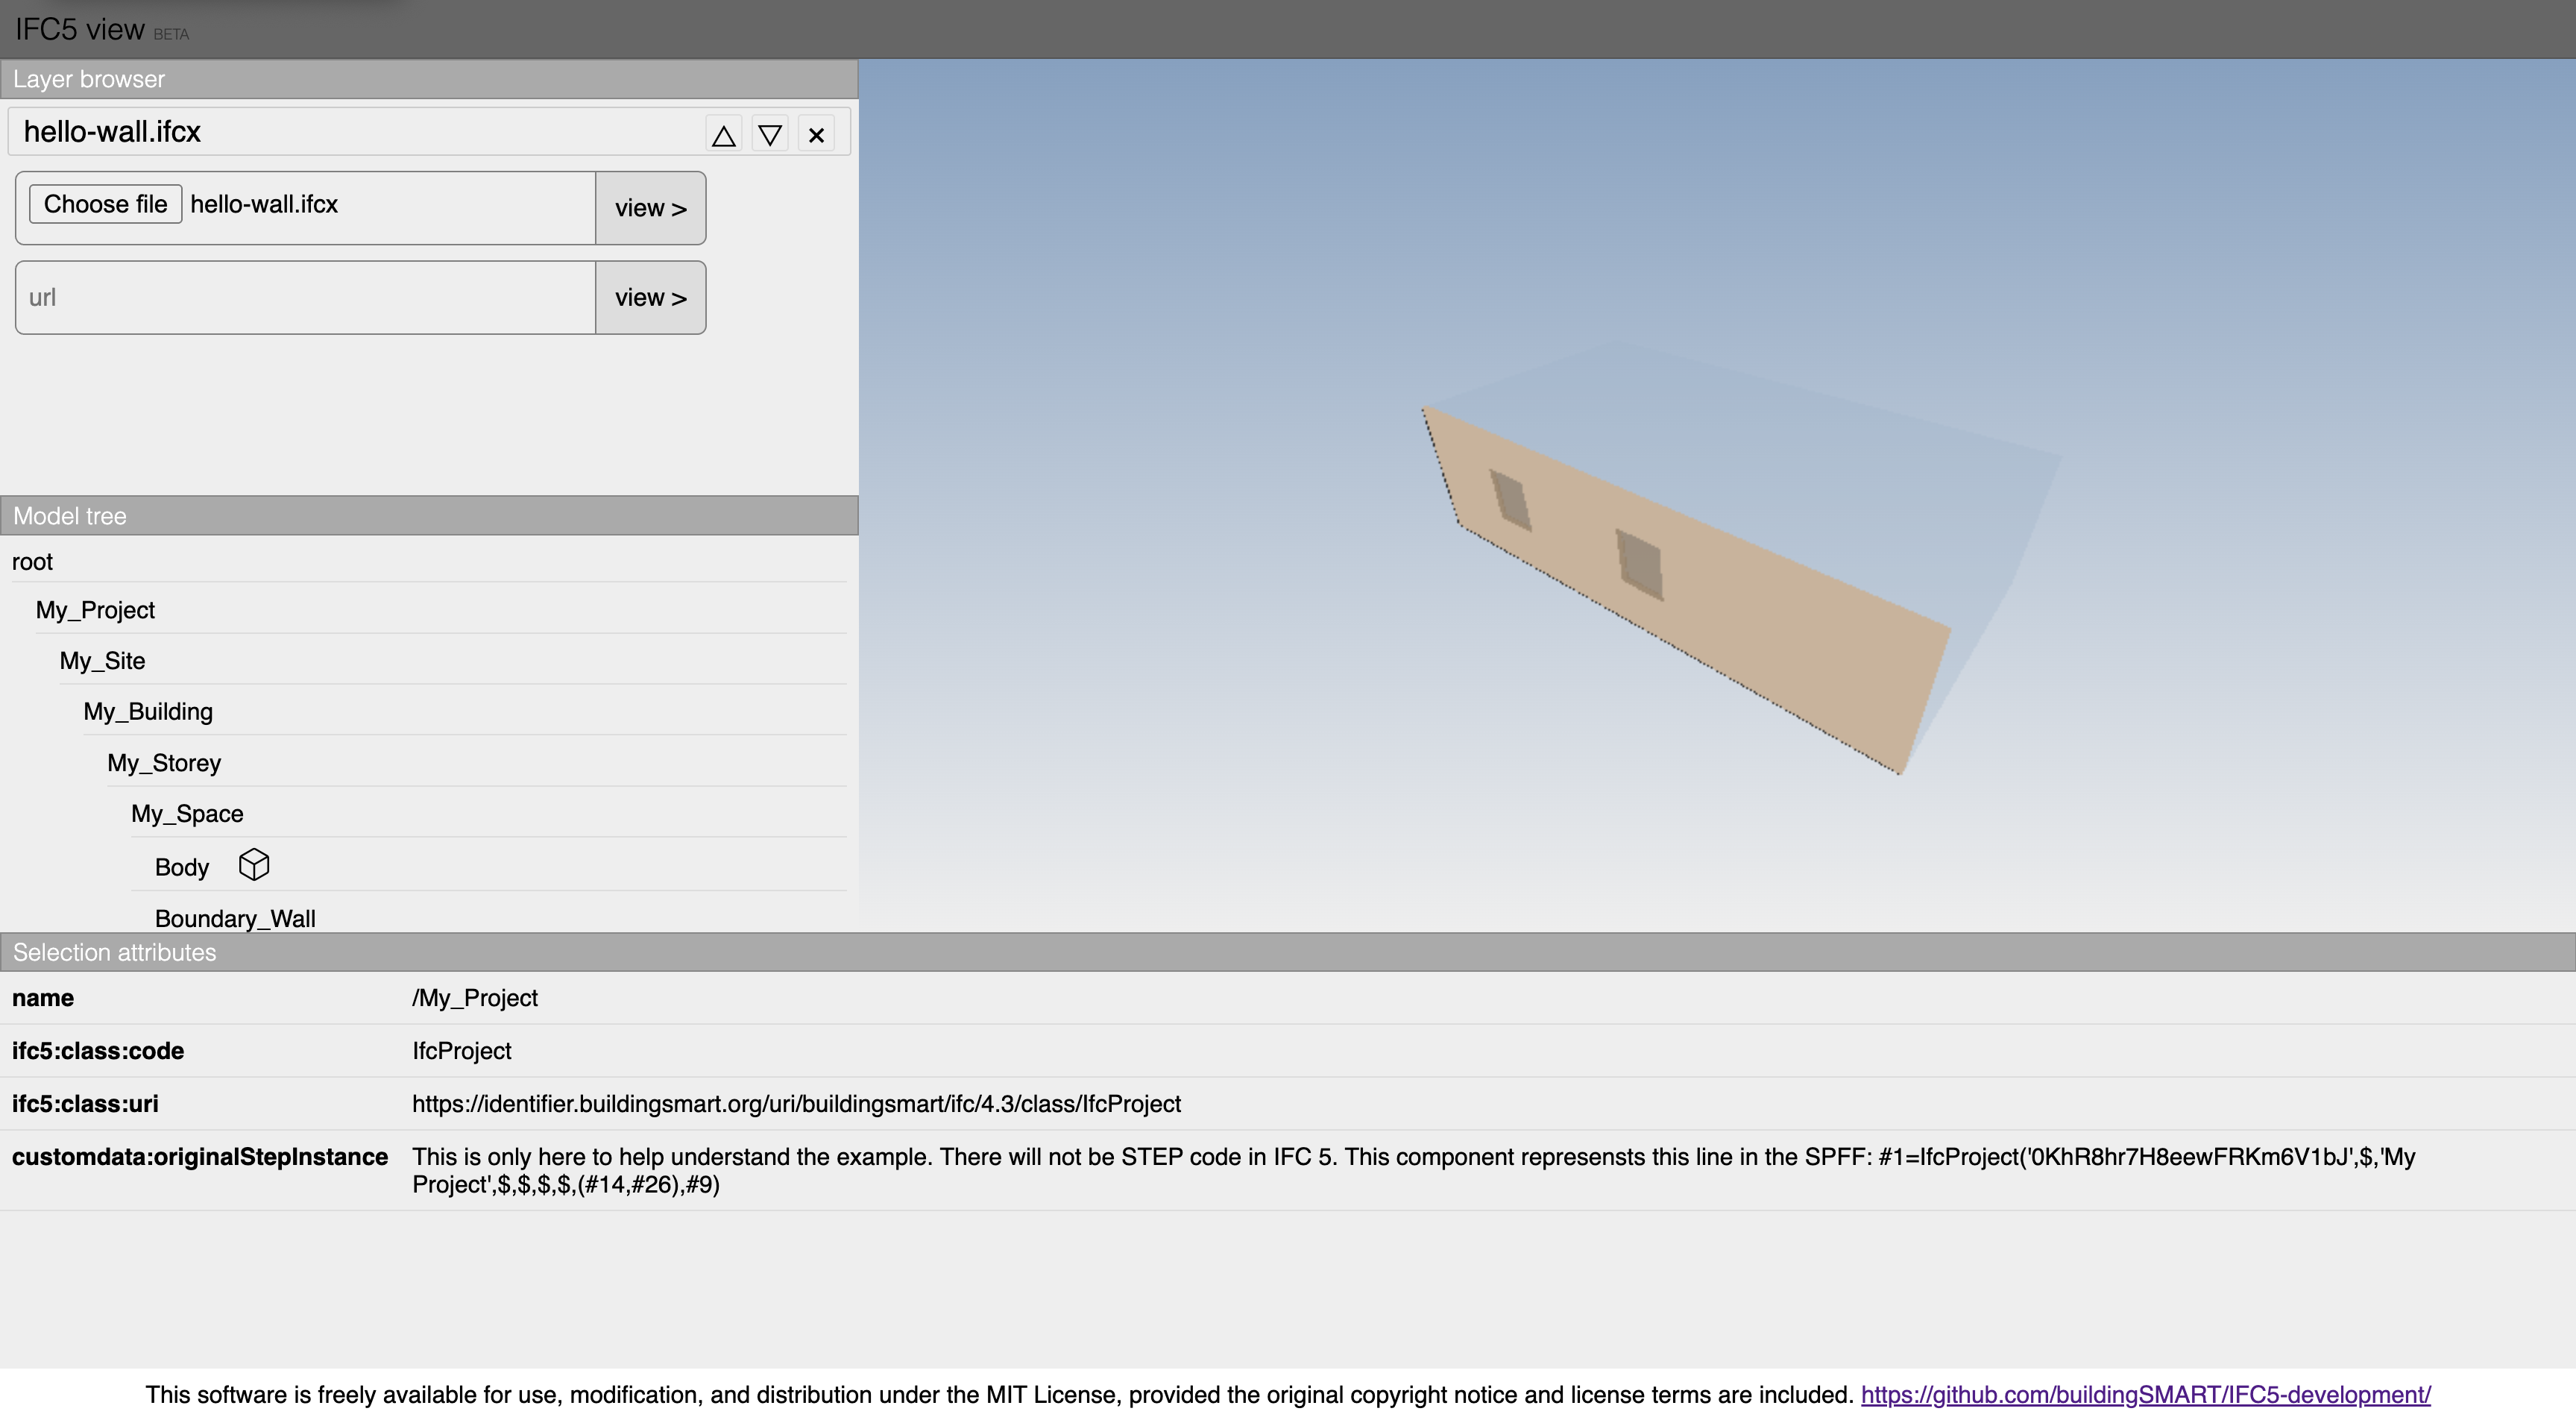 IFC5 view BETA
Layer browser
hello-wall.ifcx
Choose file hello-wall.ifcx view >
url view >
Model tree
root
My_Project
My_Site
My_Building
My_Storey
My_Space
Body
Boundary_Wall
Selection attributes
name /My_Project
ifc5:class:code IfcProject
ifc5:class:uri https://identifier.buildingsmart.org/uri/buildingsmart/ifc/4.3/class/IfcProject
customdata:originalStepInstance This is only here to help understand the example. There will not be STEP code in IFC 5. This component represensts this line in the SPFF: #1=IfcProject('0KhR8hr7H8eewFRKm6V1bJ',$,'My
Project',$,$,$,$,(#14,#26),#9)
This software is freely available for use, modification, and distribution under the MIT License, provided the original copyright notice and license terms are included. https://github.com/buildingSMART/IFC5-development/